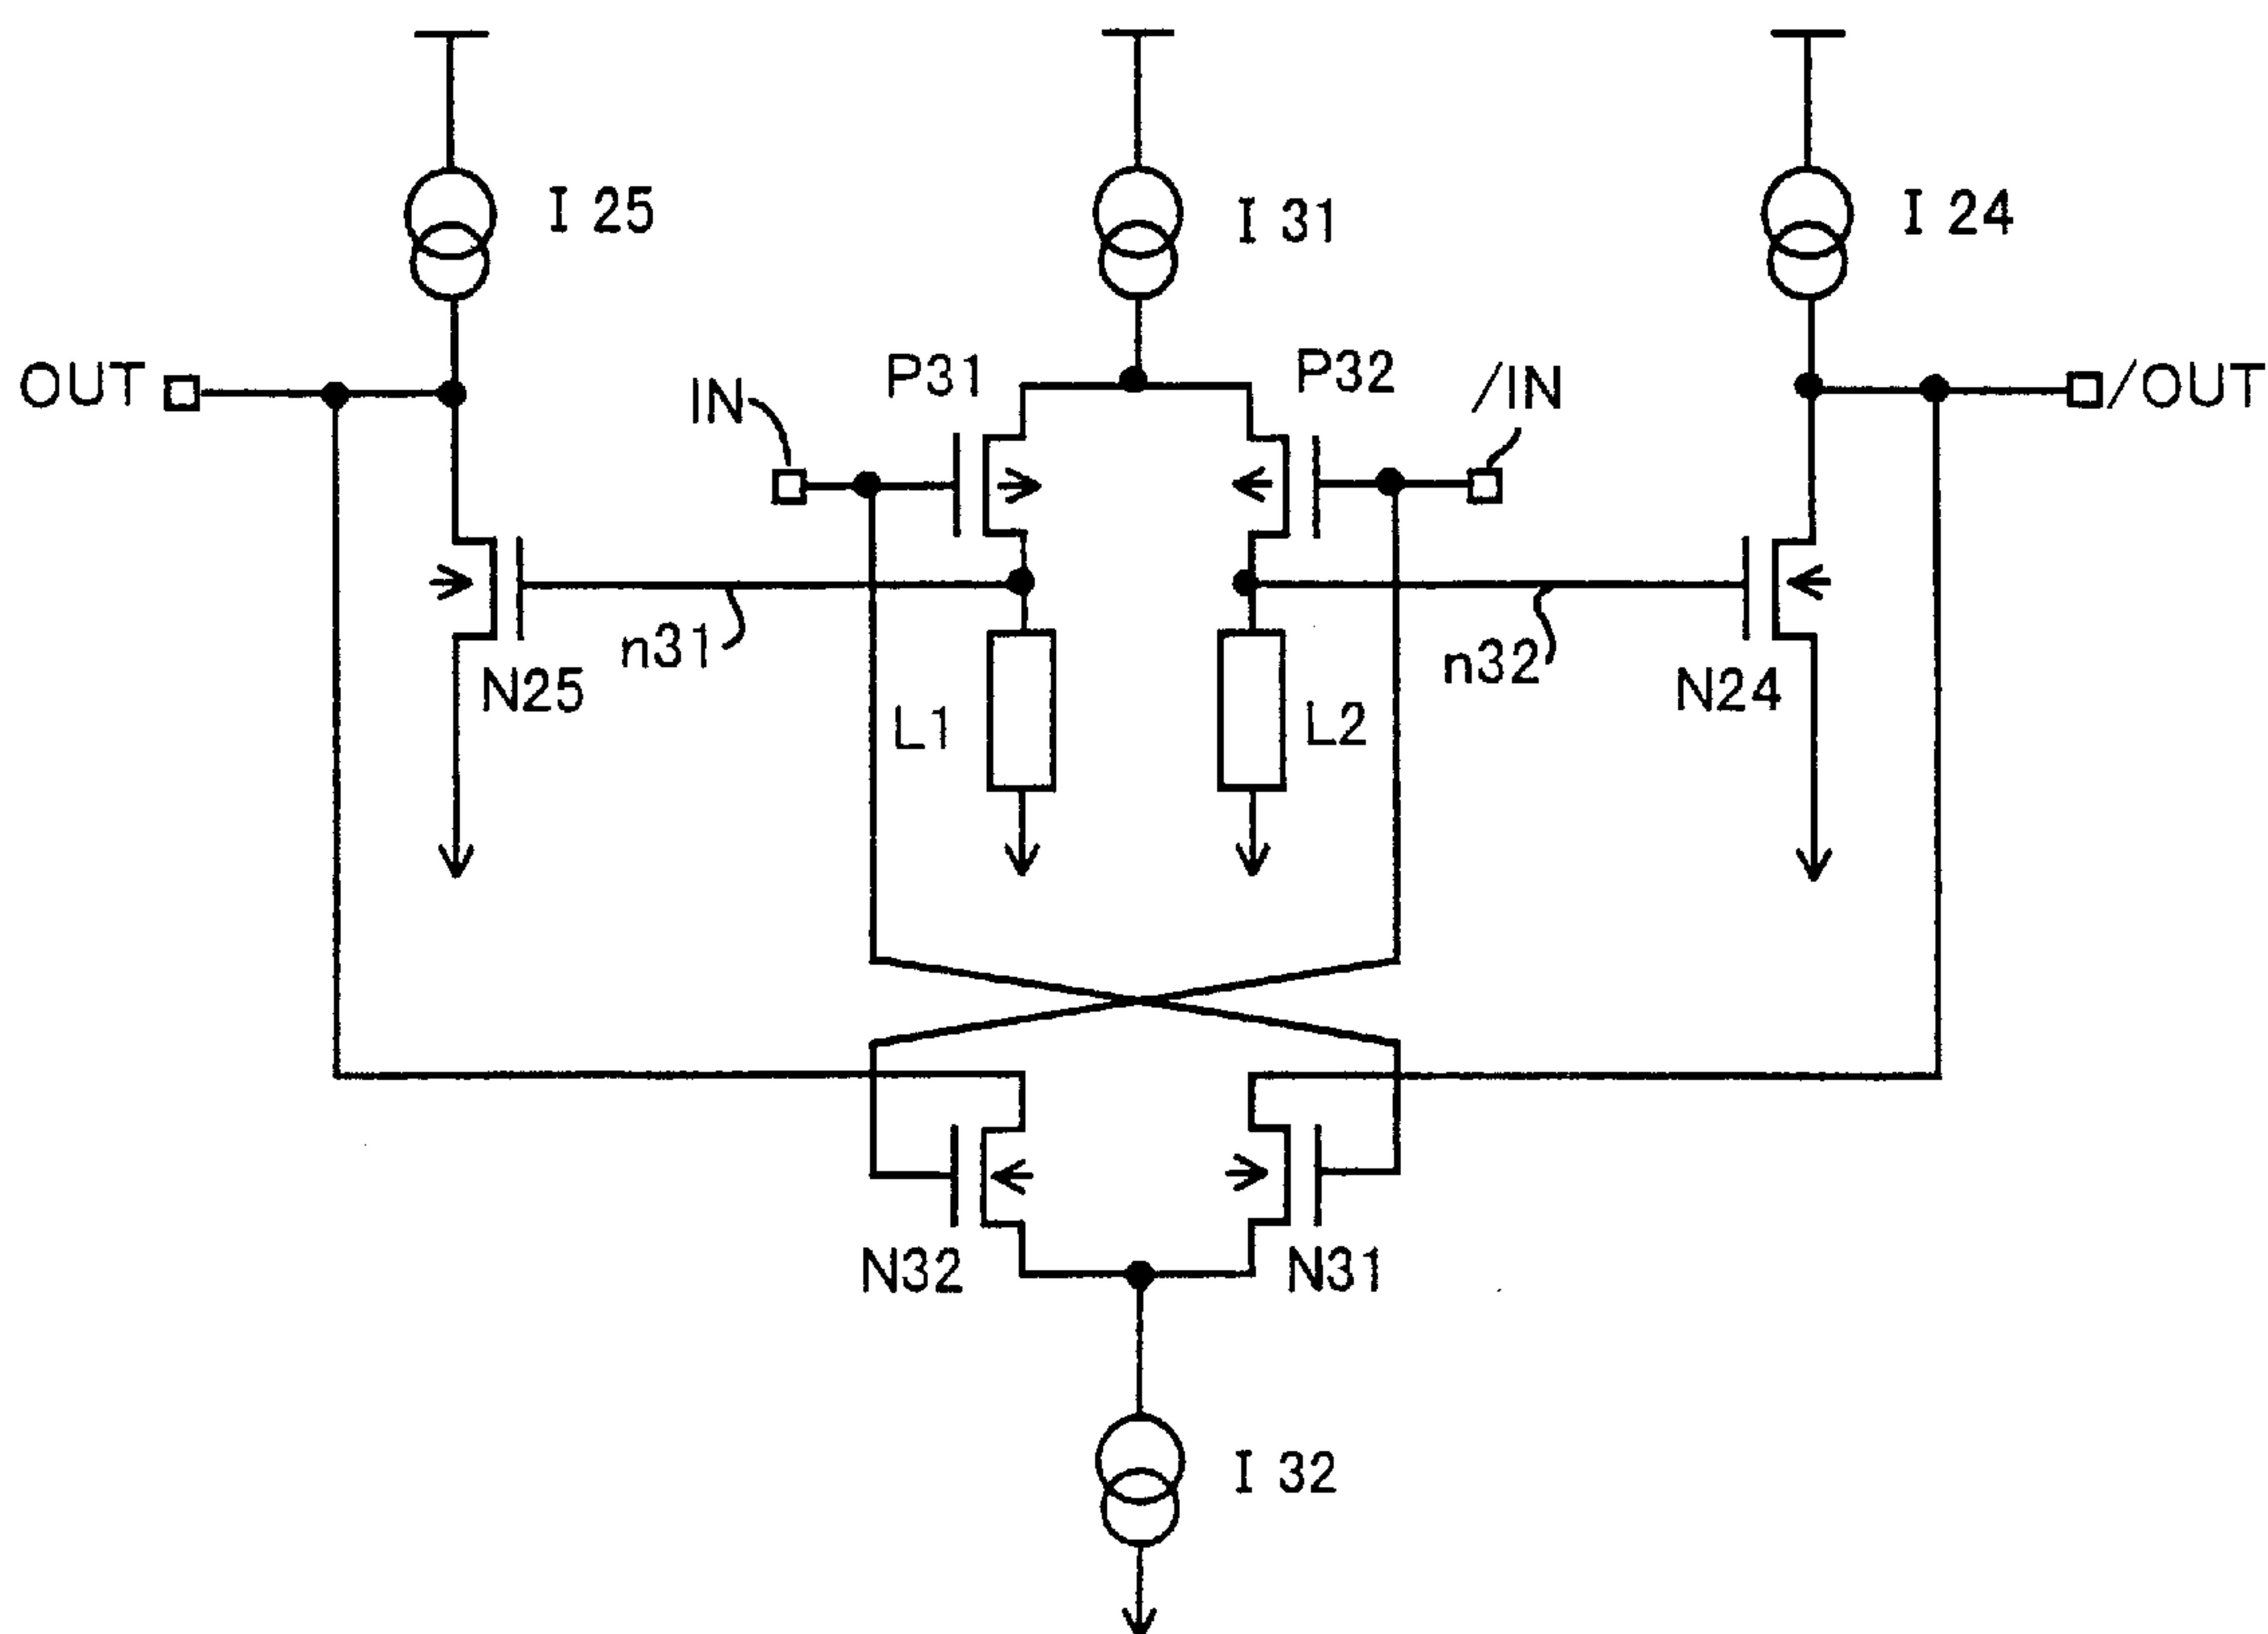 I 25
I 31
I 24
OUT
IN
P31
P32
/IN
/OUT
n31
n32
N25
L1
L2
N24
N32
N31
I 32